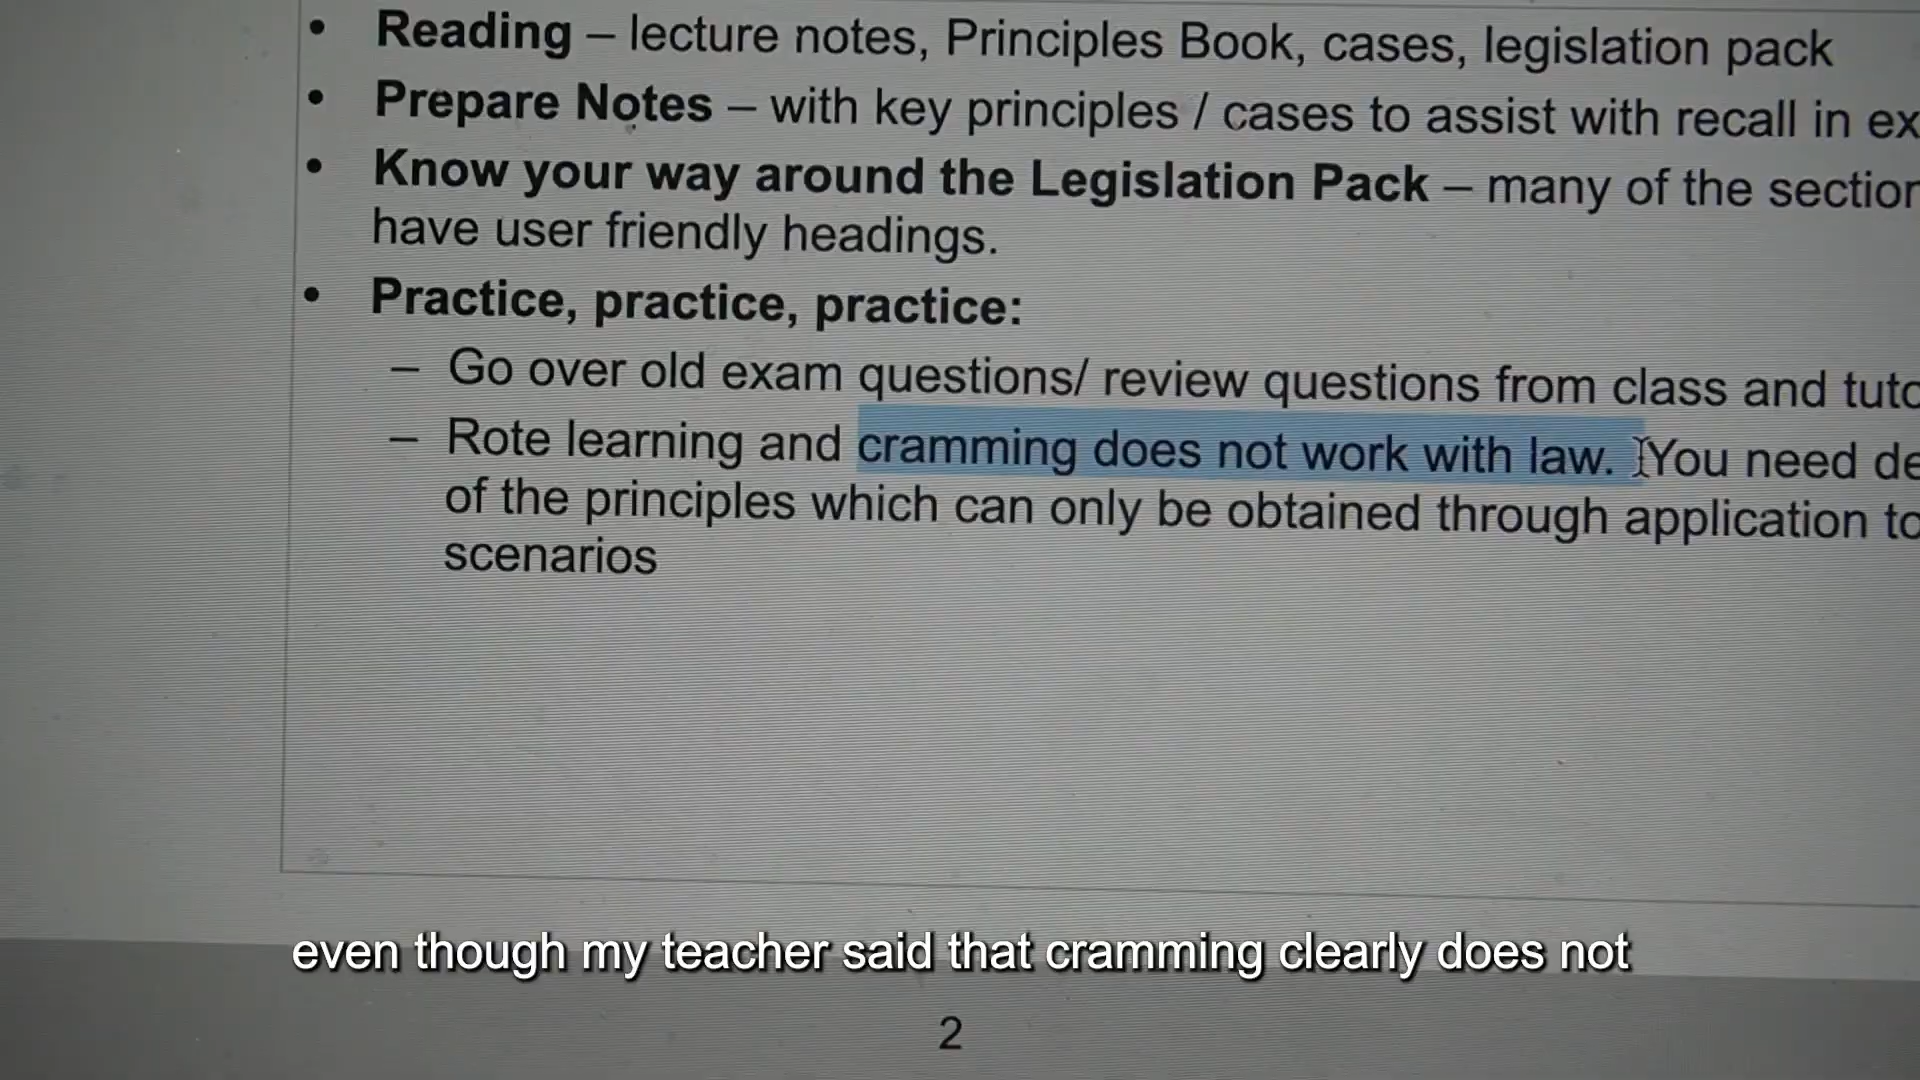 • Reading – lecture notes, Principles Book, cases, legislation pack
• Prepare Notes – with key principles / cases to assist with recall in
• Know your way around the Legislation Pack – many of the
have user friendly headings.
• Practice, practice, practice:
– Go over old exam questions/ review questions from class and
– Rote learning and cramming does not work with law. You need
of the principles which can only be obtained through application
scenarios
even though my teacher said that cramming clearly does not
2